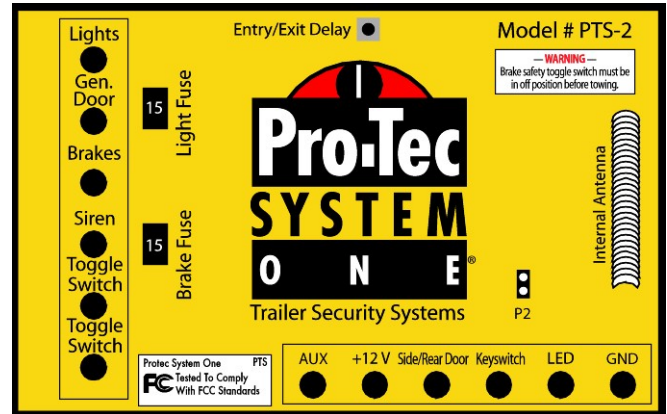 Lights
Gen.
Door
Brakes
Siren
Toggle
Switch
Toggle
Switch
15
Light Fuse
15
Brake Fuse
Entry/Exit Delay
Pro-Tec
SYSTEM
O N E®
Trailer Security Systems
Model # PTS-2
— WARNING —
Brake safety toggle switch must be
in off position before towing.
Internal Antenna
P2
Protec System One PTS
FC Tested To Comply
With FCC Standards
AUX +12 V Side/Rear Door Keyswitch LED GND